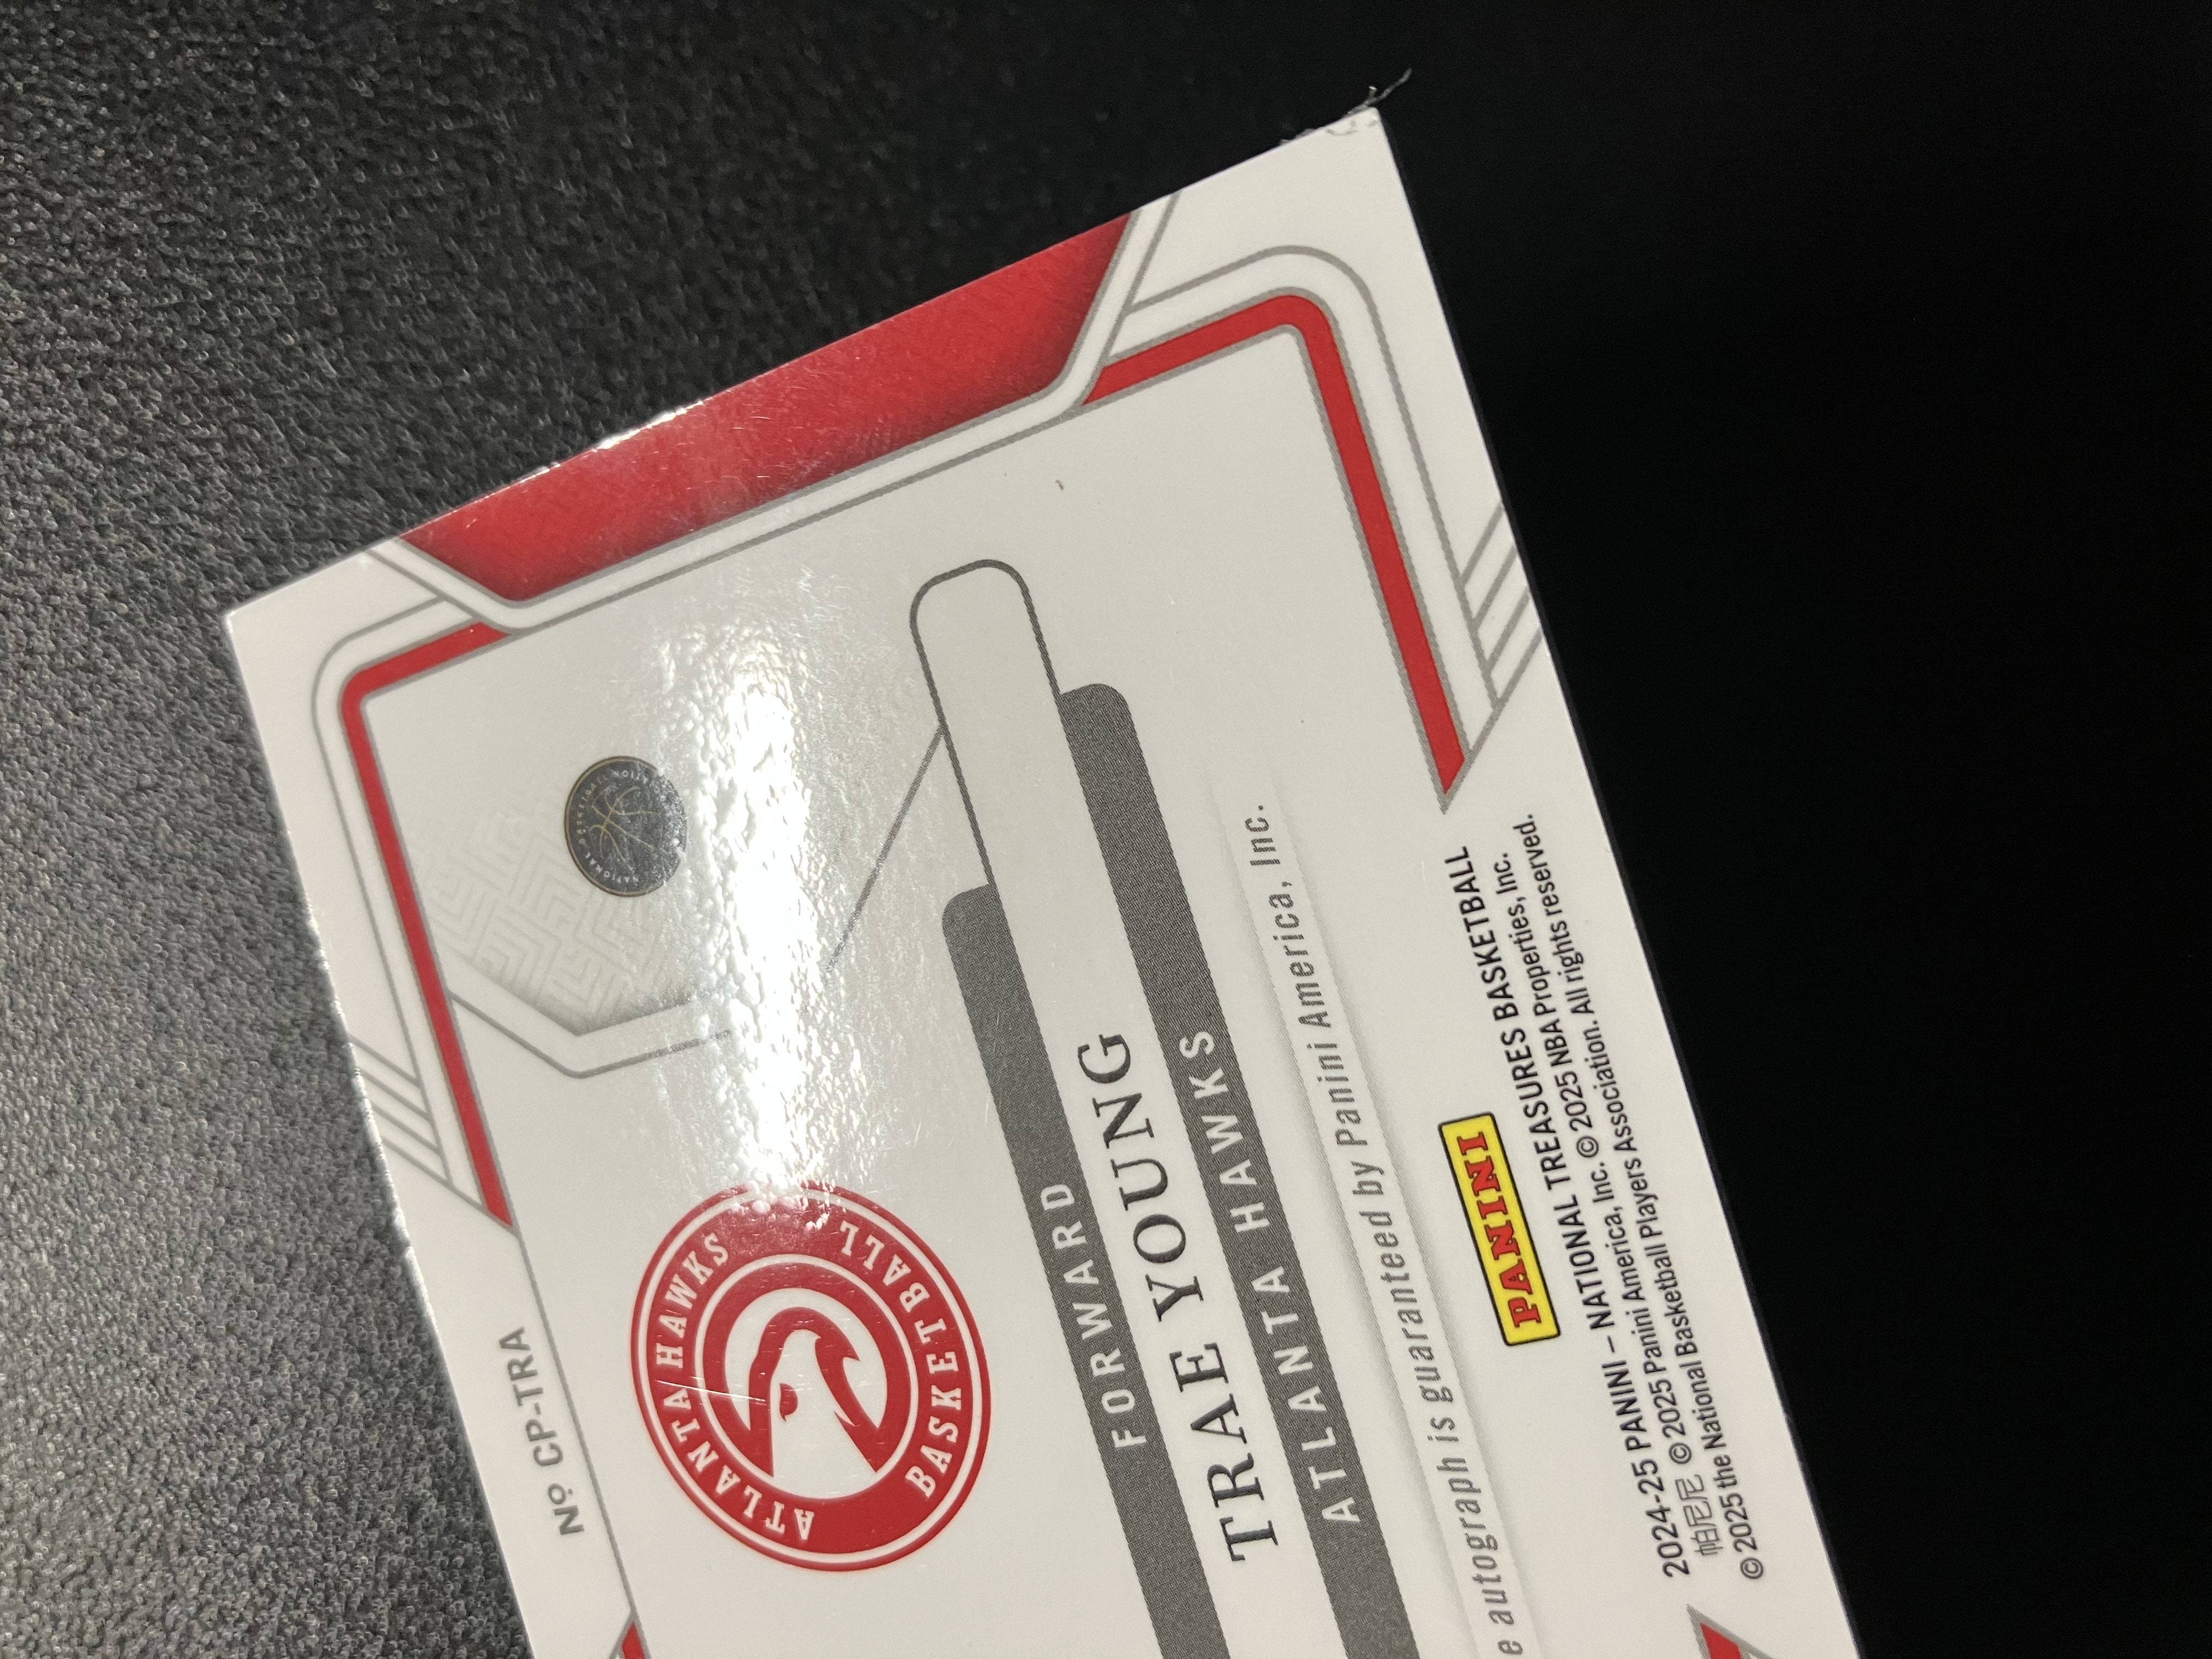 Nº CP-TRA
ATLANTA HAWKS
BASKETBALL
FORWARD
TRAE YOUNG
ATLANTA HAWKS
e autograph is guaranteed by Panini America, Inc.
PANINI
2024-25 PANINI – NATIONAL TREASURES BASKETBALL
帕尼尼 © 2025 Panini America, Inc. © 2025 NBA Properties, Inc.
© 2025 the National Basketball Players Association. All rights reserved.